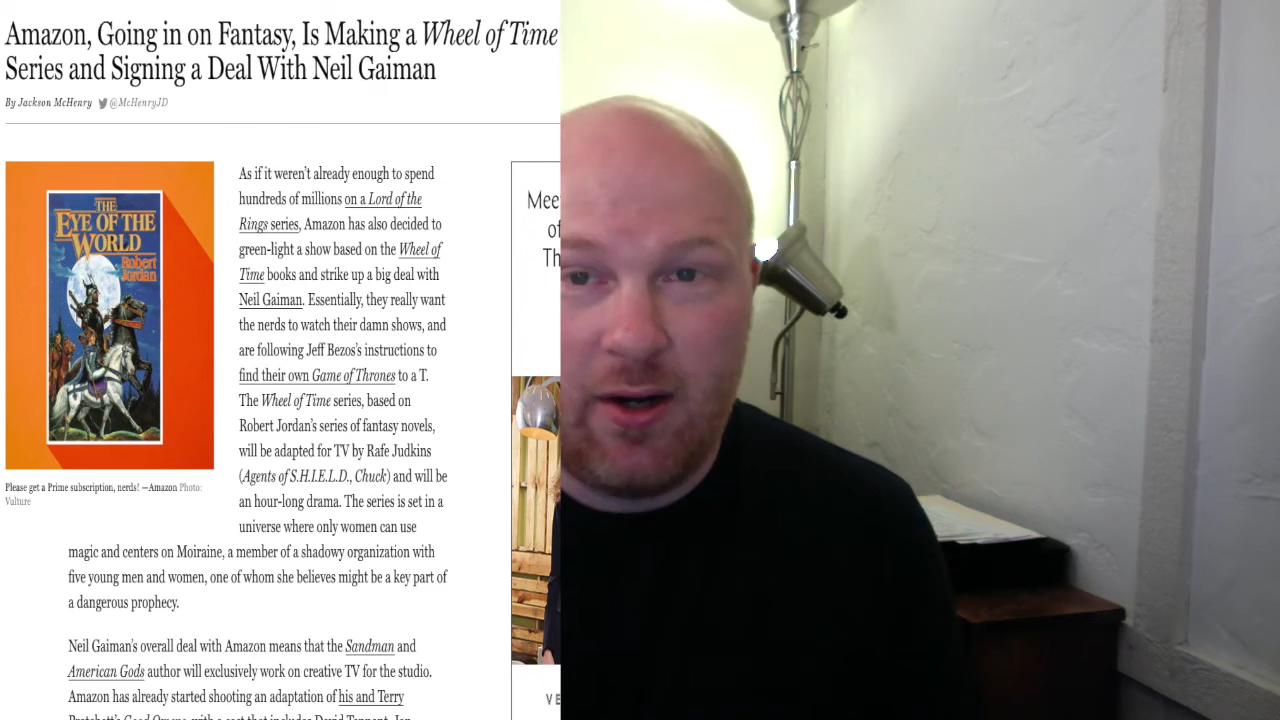 Amazon, Going in on Fantasy, Is Making a Wheel of Time
Series and Signing a Deal With Neil Gaiman
By Jackson McHenry @McHenryJD
THE
EYE OF THE
WORLD
Robert
Jordan
Please get a Prime subscription, nerds! —Amazon Photo:
Vulture
As if it weren't already enough to spend
hundreds of millions on a Lord of the
Rings series, Amazon has also decided to
green-light a show based on the Wheel of
Time books and strike up a big deal with
Neil Gaiman. Essentially, they really want
the nerds to watch their damn shows, and
are following Jeff Bezos's instructions to
find their own Game of Thrones to a T.
The Wheel of Time series, based on
Robert Jordan's series of fantasy novels,
will be adapted for TV by Rafe Judkins
(Agents of S.H.I.E.L.D., Chuck) and will be
an hour-long drama. The series is set in a
universe where only women can use
magic and centers on Moiraine, a member of a shadowy organization with
five young men and women, one of whom she believes might be a key part of
a dangerous prophecy.
Neil Gaiman's overall deal with Amazon means that the Sandman and
American Gods author will exclusively work on creative TV for the studio.
Amazon has already started shooting an adaptation of his and Terry